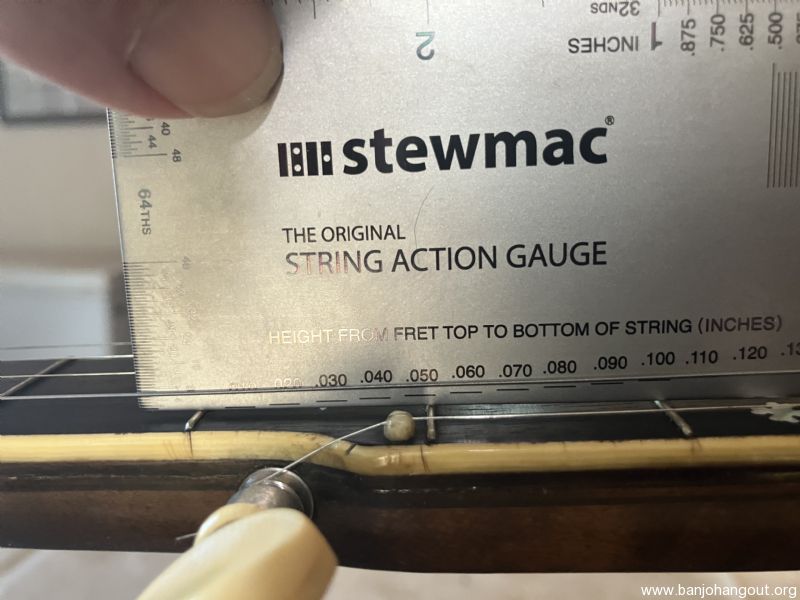 32NDS
2
INCHES 1 .875 .750 .625 .500
40
44
48
stewmac®
64THS
THE ORIGINAL
STRING ACTION GAUGE
HEIGHT FROM FRET TOP TO BOTTOM OF STRING (INCHES)
.020 .030 .040 .050 .060 .070 .080 .090 .100 .110 .120
www.banjohangout.org